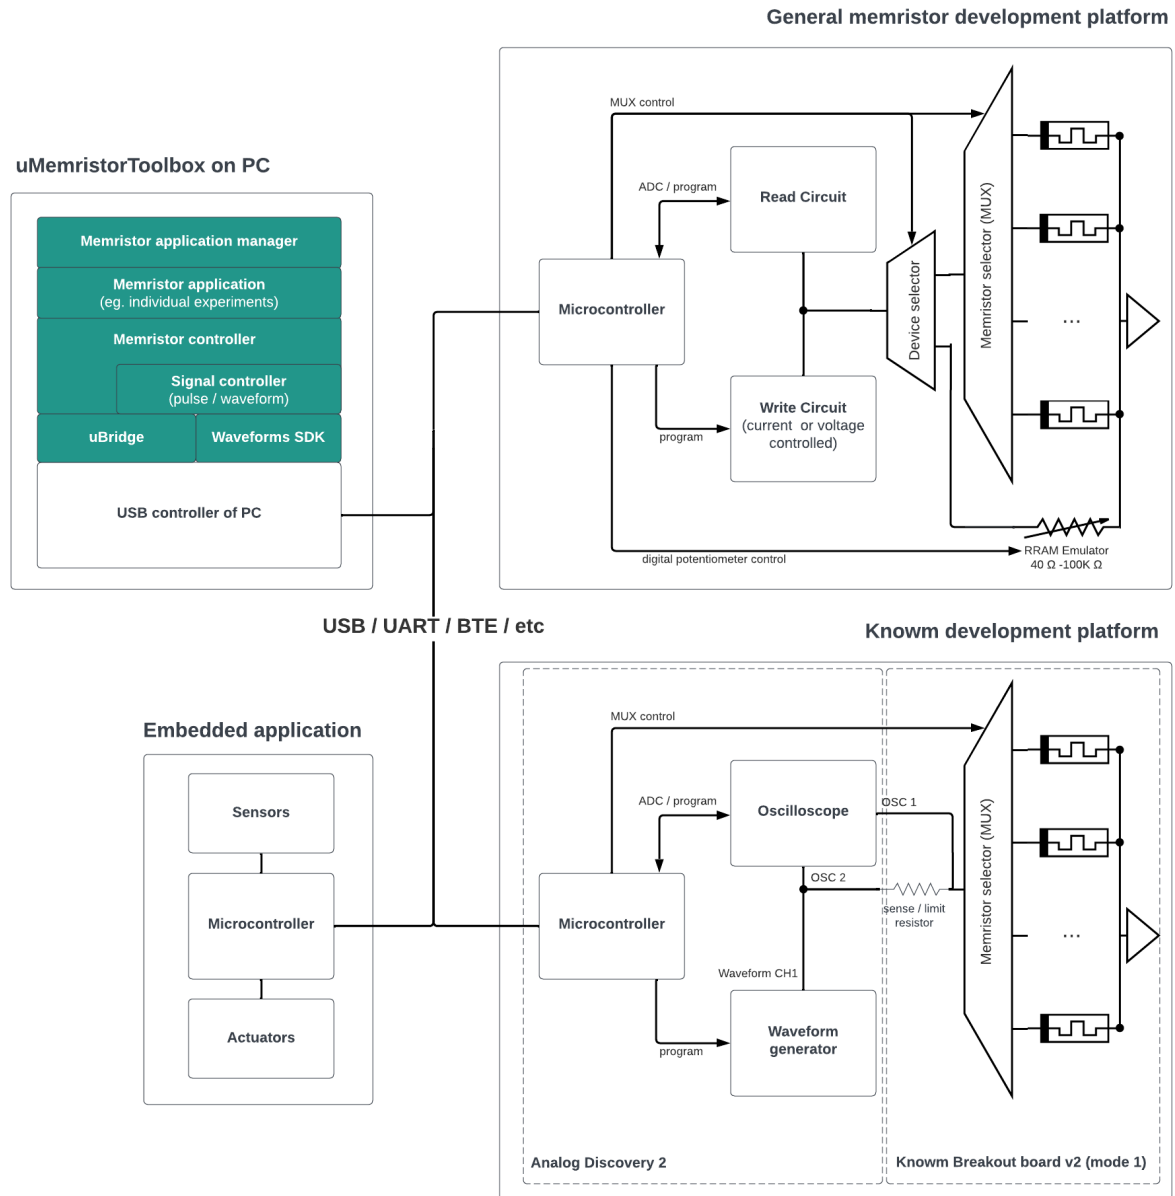 General memristor development platform
MUX control
ADC / program
Read Circuit
Microcontroller
Device selector
Memristor selector (MUX)
...
Write Circuit
(current or voltage
controlled)
program
digital potentiometer control
RRAM Emulator
40 Ω -100K Ω
uMemristorToolbox on PC
Memristor application manager
Memristor application
(eg. individual experiments)
Memristor controller
Signal controller
(pulse / waveform)
uBridge
Waveforms SDK
USB controller of PC
USB / UART / BTE / etc
Knowm development platform
MUX control
ADC / program
Oscilloscope
OSC 1
OSC 2
sense / limit
resistor
Microcontroller
Memristor selector (MUX)
...
Waveform CH1
Waveform
generator
program
Analog Discovery 2
Knowm Breakout board v2 (mode 1)
Embedded application
Sensors
Microcontroller
Actuators